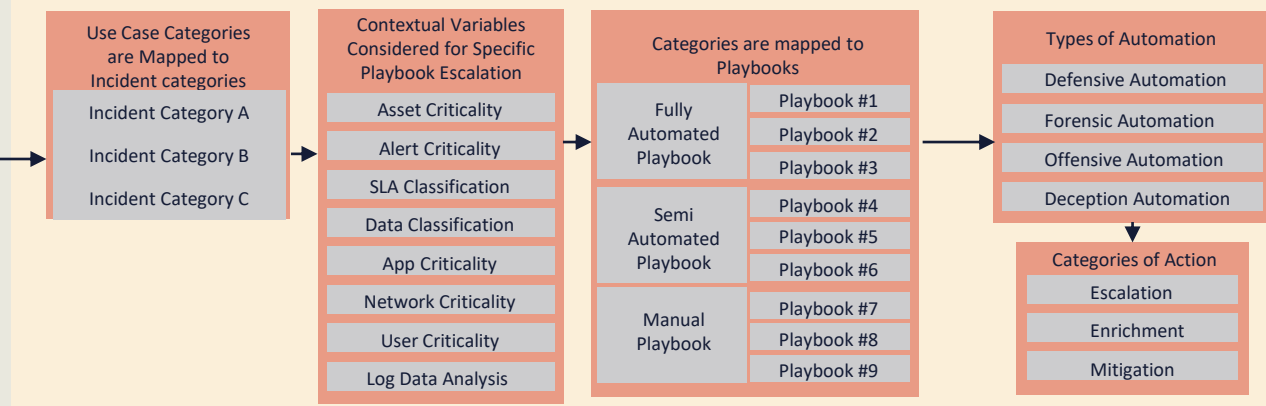 Use Case Categories
are Mapped to
Incident categories
Incident Category A
Incident Category B
Incident Category C
Contextual Variables
Considered for Specific
Playbook Escalation
Asset Criticality
Alert Criticality
SLA Classification
Data Classification
App Criticality
Network Criticality
User Criticality
Log Data Analysis
Categories are mapped to
Playbooks
Fully
Automated
Playbook
Playbook #1
Playbook #2
Playbook #3
Semi
Automated
Playbook
Playbook #4
Playbook #5
Playbook #6
Manual
Playbook
Playbook #7
Playbook #8
Playbook #9
Types of Automation
Defensive Automation
Forensic Automation
Offensive Automation
Deception Automation
Categories of Action
Escalation
Enrichment
Mitigation